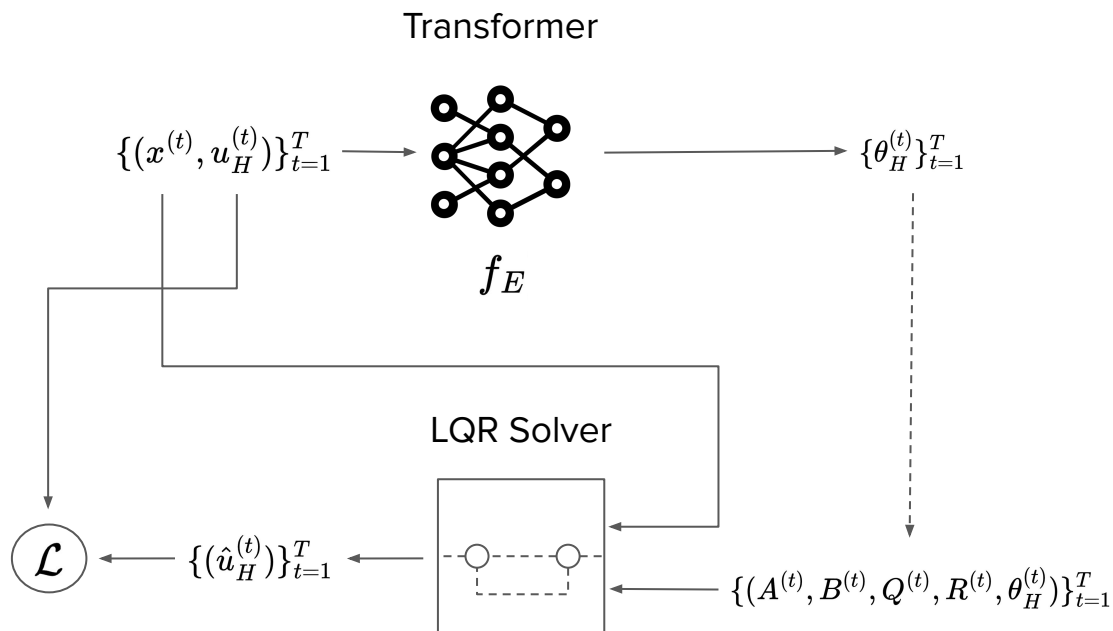 Transformer
{(x^{(t)}, u_H^{(t)})}_{t=1}^T
{θ_H^{(t)}}_{t=1}^T
f_E
LQR Solver
ℒ
{(û_H^{(t)})}_{t=1}^T
{(A^{(t)}, B^{(t)}, Q^{(t)}, R^{(t)}, θ_H^{(t)})}_{t=1}^T